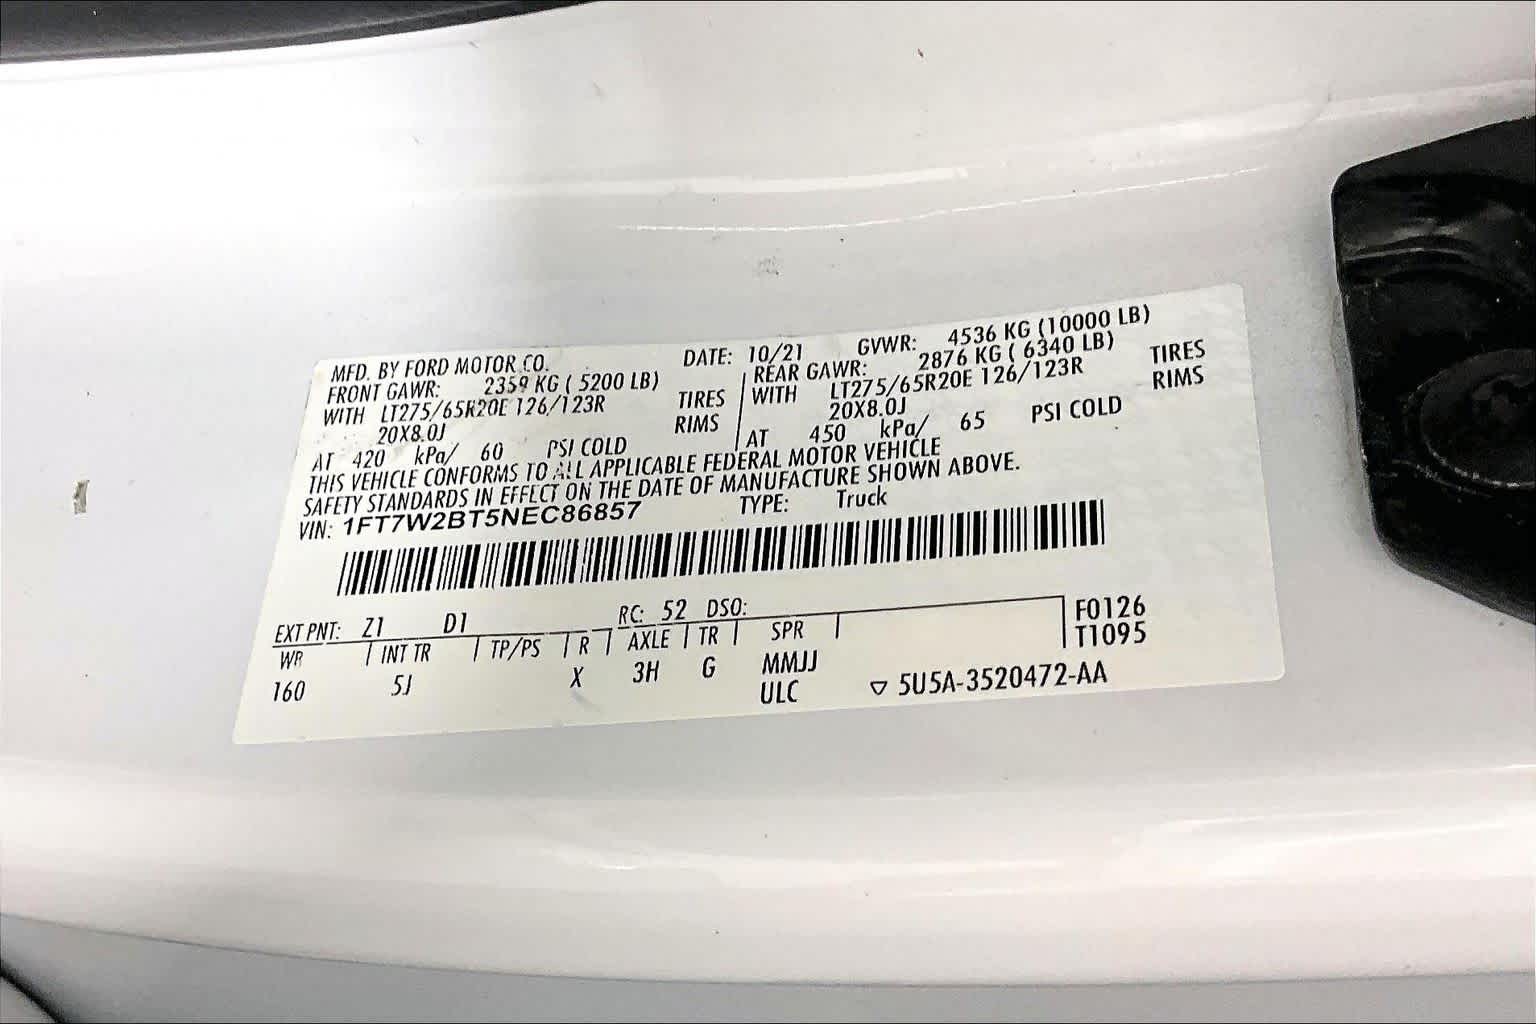 MFD. BY FORD MOTOR CO. DATE: 10/21 GVWR: 4536 KG (10000 LB)
FRONT GAWR: 2359 KG ( 5200 LB) REAR GAWR: 2876 KG ( 6340 LB)
WITH LT275/65R20E 126/123R TIRES WITH LT275/65R20E 126/123R TIRES
20X8.0J RIMS 20X8.0J RIMS
AT 420 kPa/ 60 PSI COLD AT 450 kPa/ 65 PSI COLD
THIS VEHICLE CONFORMS TO ALL APPLICABLE FEDERAL MOTOR VEHICLE
SAFETY STANDARDS IN EFFECT ON THE DATE OF MANUFACTURE SHOWN ABOVE.
VIN: 1FT7W2BT5NEC86857 TYPE: Truck
EXT PNT: Z1 D1 RC: 52 DSO: F0126
WB INT TR TP/PS R AXLE TR SPR T1095
160 5J X 3H G MMJJ
ULC ▽ 5U5A-3520472-AA